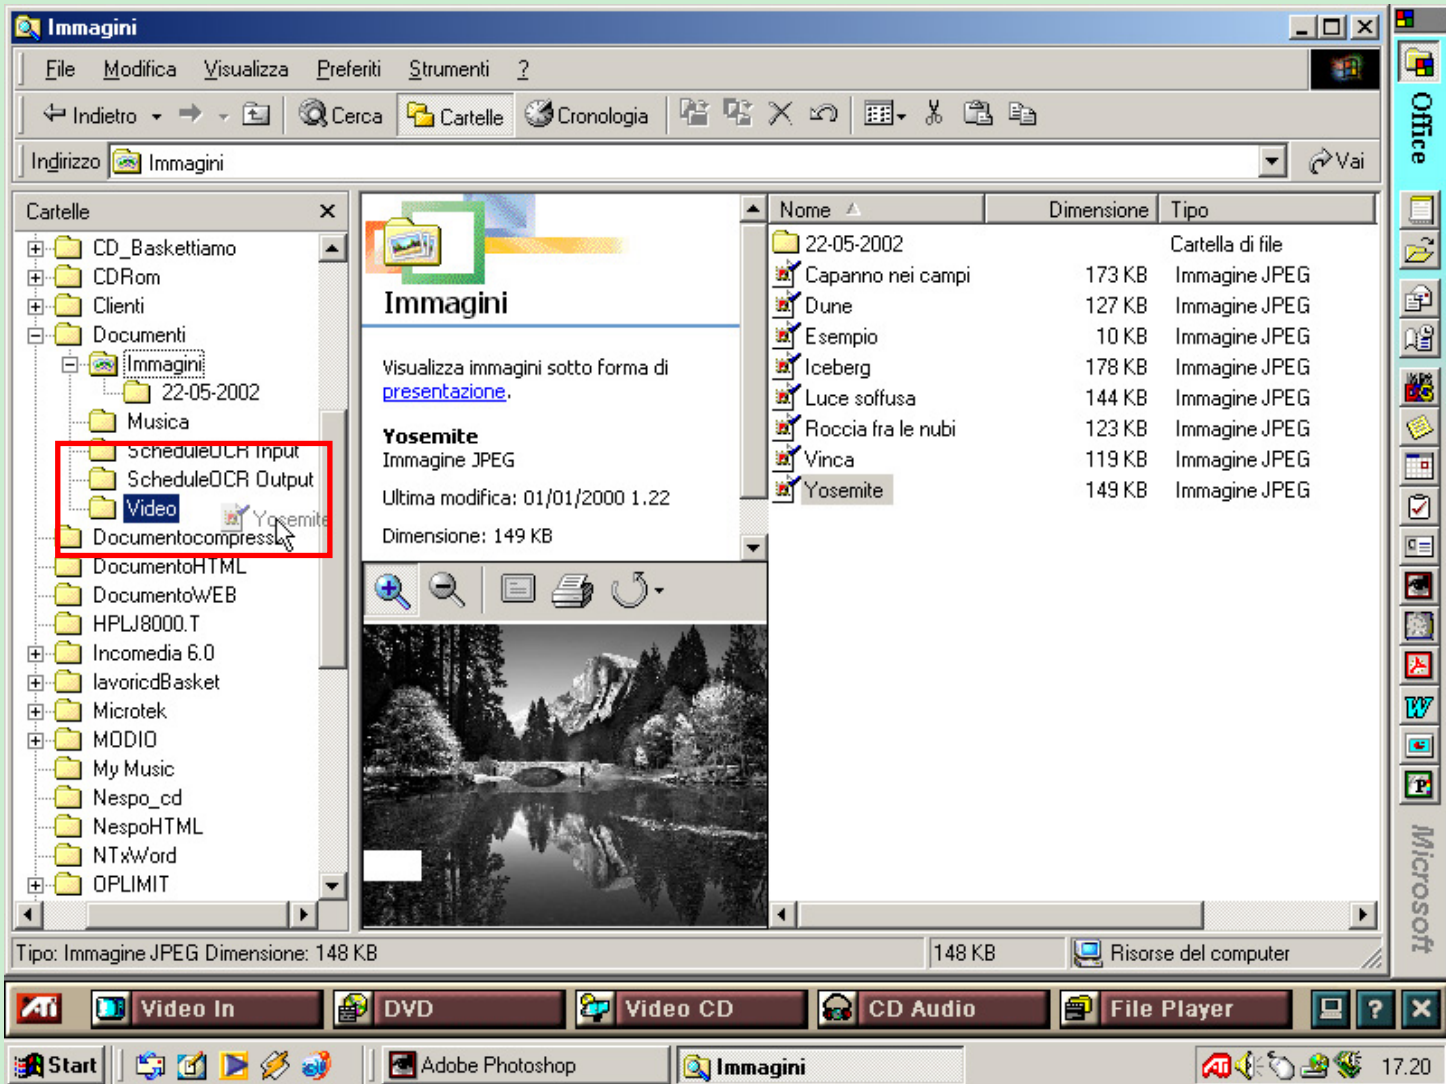 Immagini
File Modifica Visualizza Preferiti Strumenti ?
Indietro Cerca Cartelle Cronologia
Indirizzo Immagini Vai
Cartelle
CD_Baskettiamo
CDRom
Clienti
Documenti
Immagini
22-05-2002
Musica
ScheduleOCR Input
ScheduleOCR Output
Video
Yosemite
Documentocompress
DocumentoHTML
DocumentoWEB
HPLJ8000.T
Incomedia 6.0
lavoricdBasket
Microtek
MODIO
My Music
Nespo_cd
NespoHTML
NTxWord
OPLIMIT
Immagini
Visualizza immagini sotto forma di
presentazione.
Yosemite
Immagine JPEG
Ultima modifica: 01/01/2000 1.22
Dimensione: 149 KB
Nome Dimensione Tipo
22-05-2002 Cartella di file
Capanno nei campi 173 KB Immagine JPEG
Dune 127 KB Immagine JPEG
Esempio 10 KB Immagine JPEG
Iceberg 178 KB Immagine JPEG
Luce soffusa 144 KB Immagine JPEG
Roccia fra le nubi 123 KB Immagine JPEG
Vinca 119 KB Immagine JPEG
Yosemite 149 KB Immagine JPEG
Tipo: Immagine JPEG Dimensione: 148 KB 148 KB Risorse del computer
Office
Microsoft
ATI Video In DVD Video CD CD Audio File Player ?
Start Adobe Photoshop Immagini 17.20